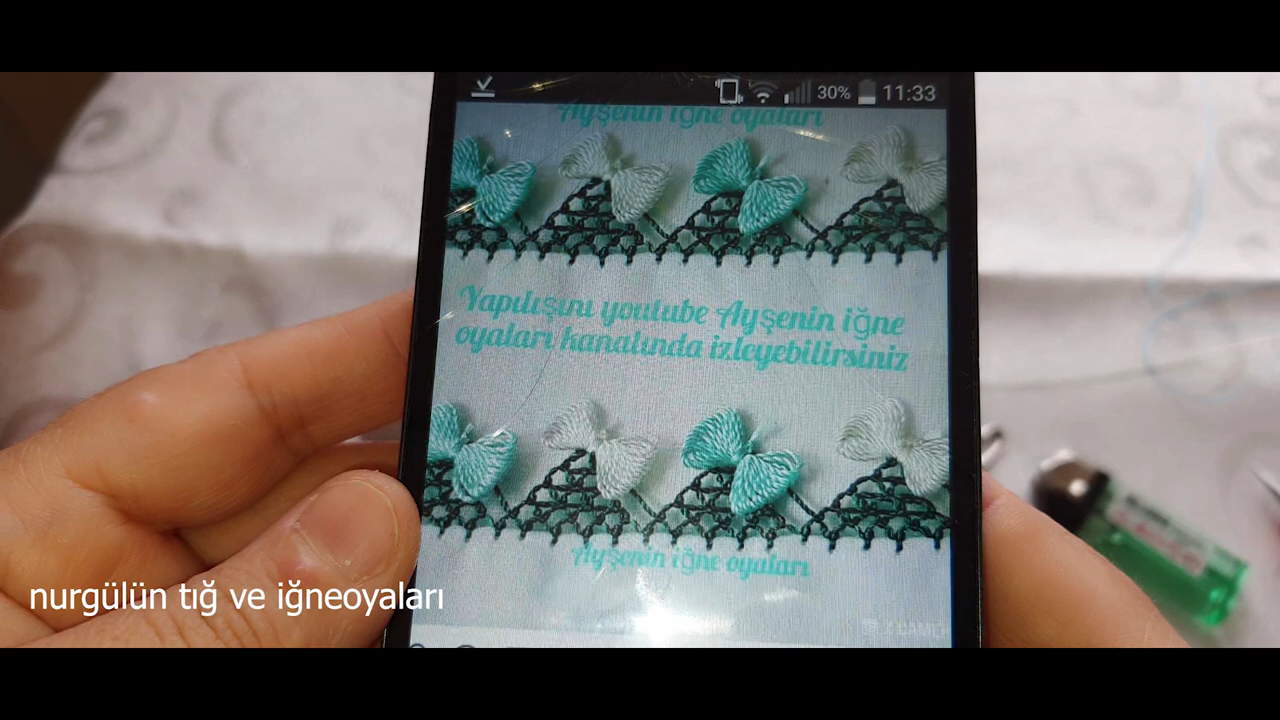 30% 11:33
Ayşenin iğne oyaları
Yapılışını youtube Ayşenin iğne
oyaları kanalında izleyebilirsiniz
Ayşenin iğne oyaları
nurgülün tığ ve iğneoyaları